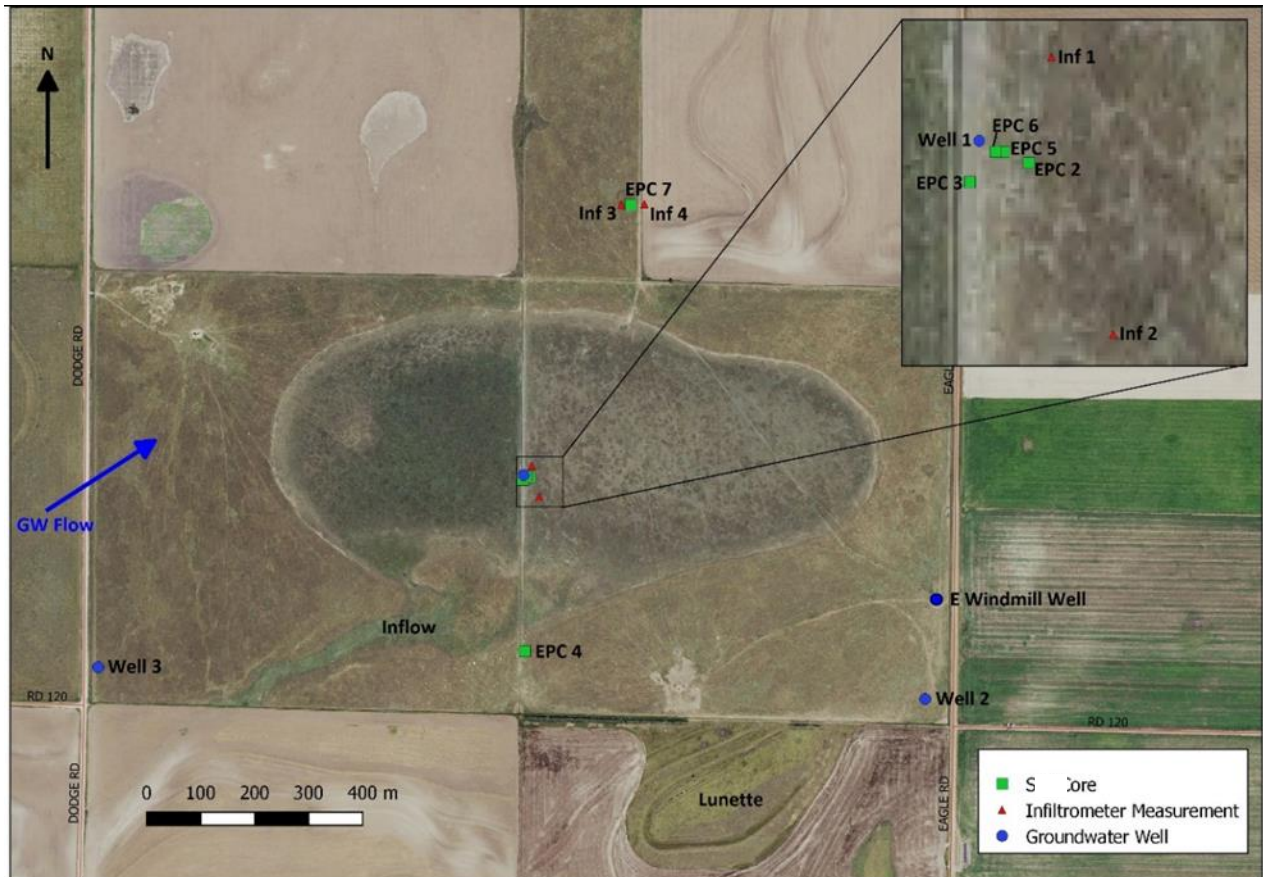 N
Inf 1
EPC 6
Well 1
EPC 5
EPC 2
EPC 3
Inf 2
EPC 7
Inf 3
Inf 4
DODGE RD
GW Flow
E Windmill Well
Inflow
EPC 4
Well 3
Well 2
RD 120
RD 120
0 100 200 300 400 m
DODGE RD
Lunette
EAGLE RD
Infiltrometer Measurement
Groundwater Well